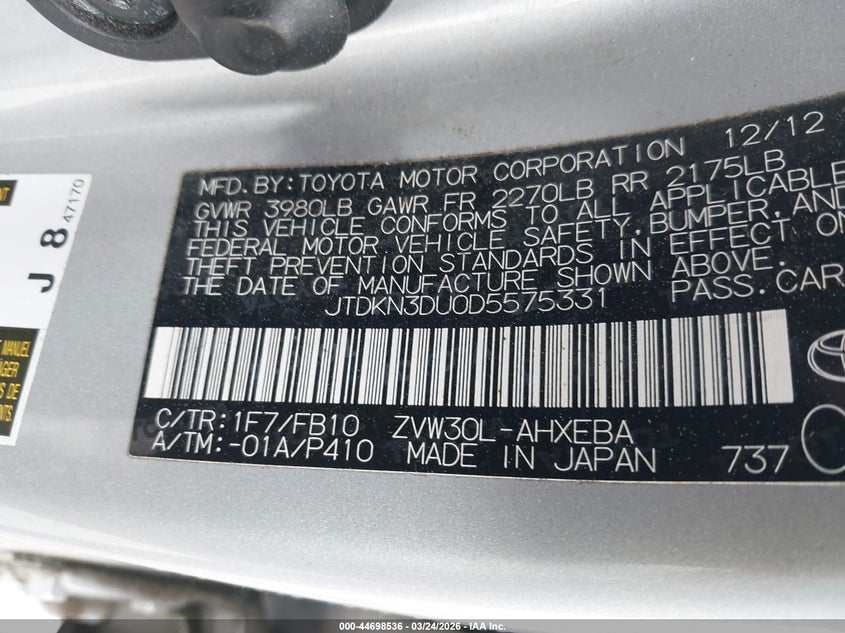 MFD. BY: TOYOTA MOTOR CORPORATION 12/12
GVWR 3980LB GAWR FR 2270LB RR 2175LB
THIS VEHICLE CONFORMS TO ALL APPLICABLE
FEDERAL MOTOR VEHICLE SAFETY, BUMPER, AND
THEFT PREVENTION STANDARDS IN EFFECT ON
THE DATE OF MANUFACTURE SHOWN ABOVE.
JTDKN3DU0D5575331 PASS. CAR
C/TR: 1F7/FB10 ZVW30L-AHXEBA
A/TM: -01A/P410 MADE IN JAPAN 737
J 8 47170
MANUEL
DE
000-44698536 - 03/24/2026 - IAA Inc.